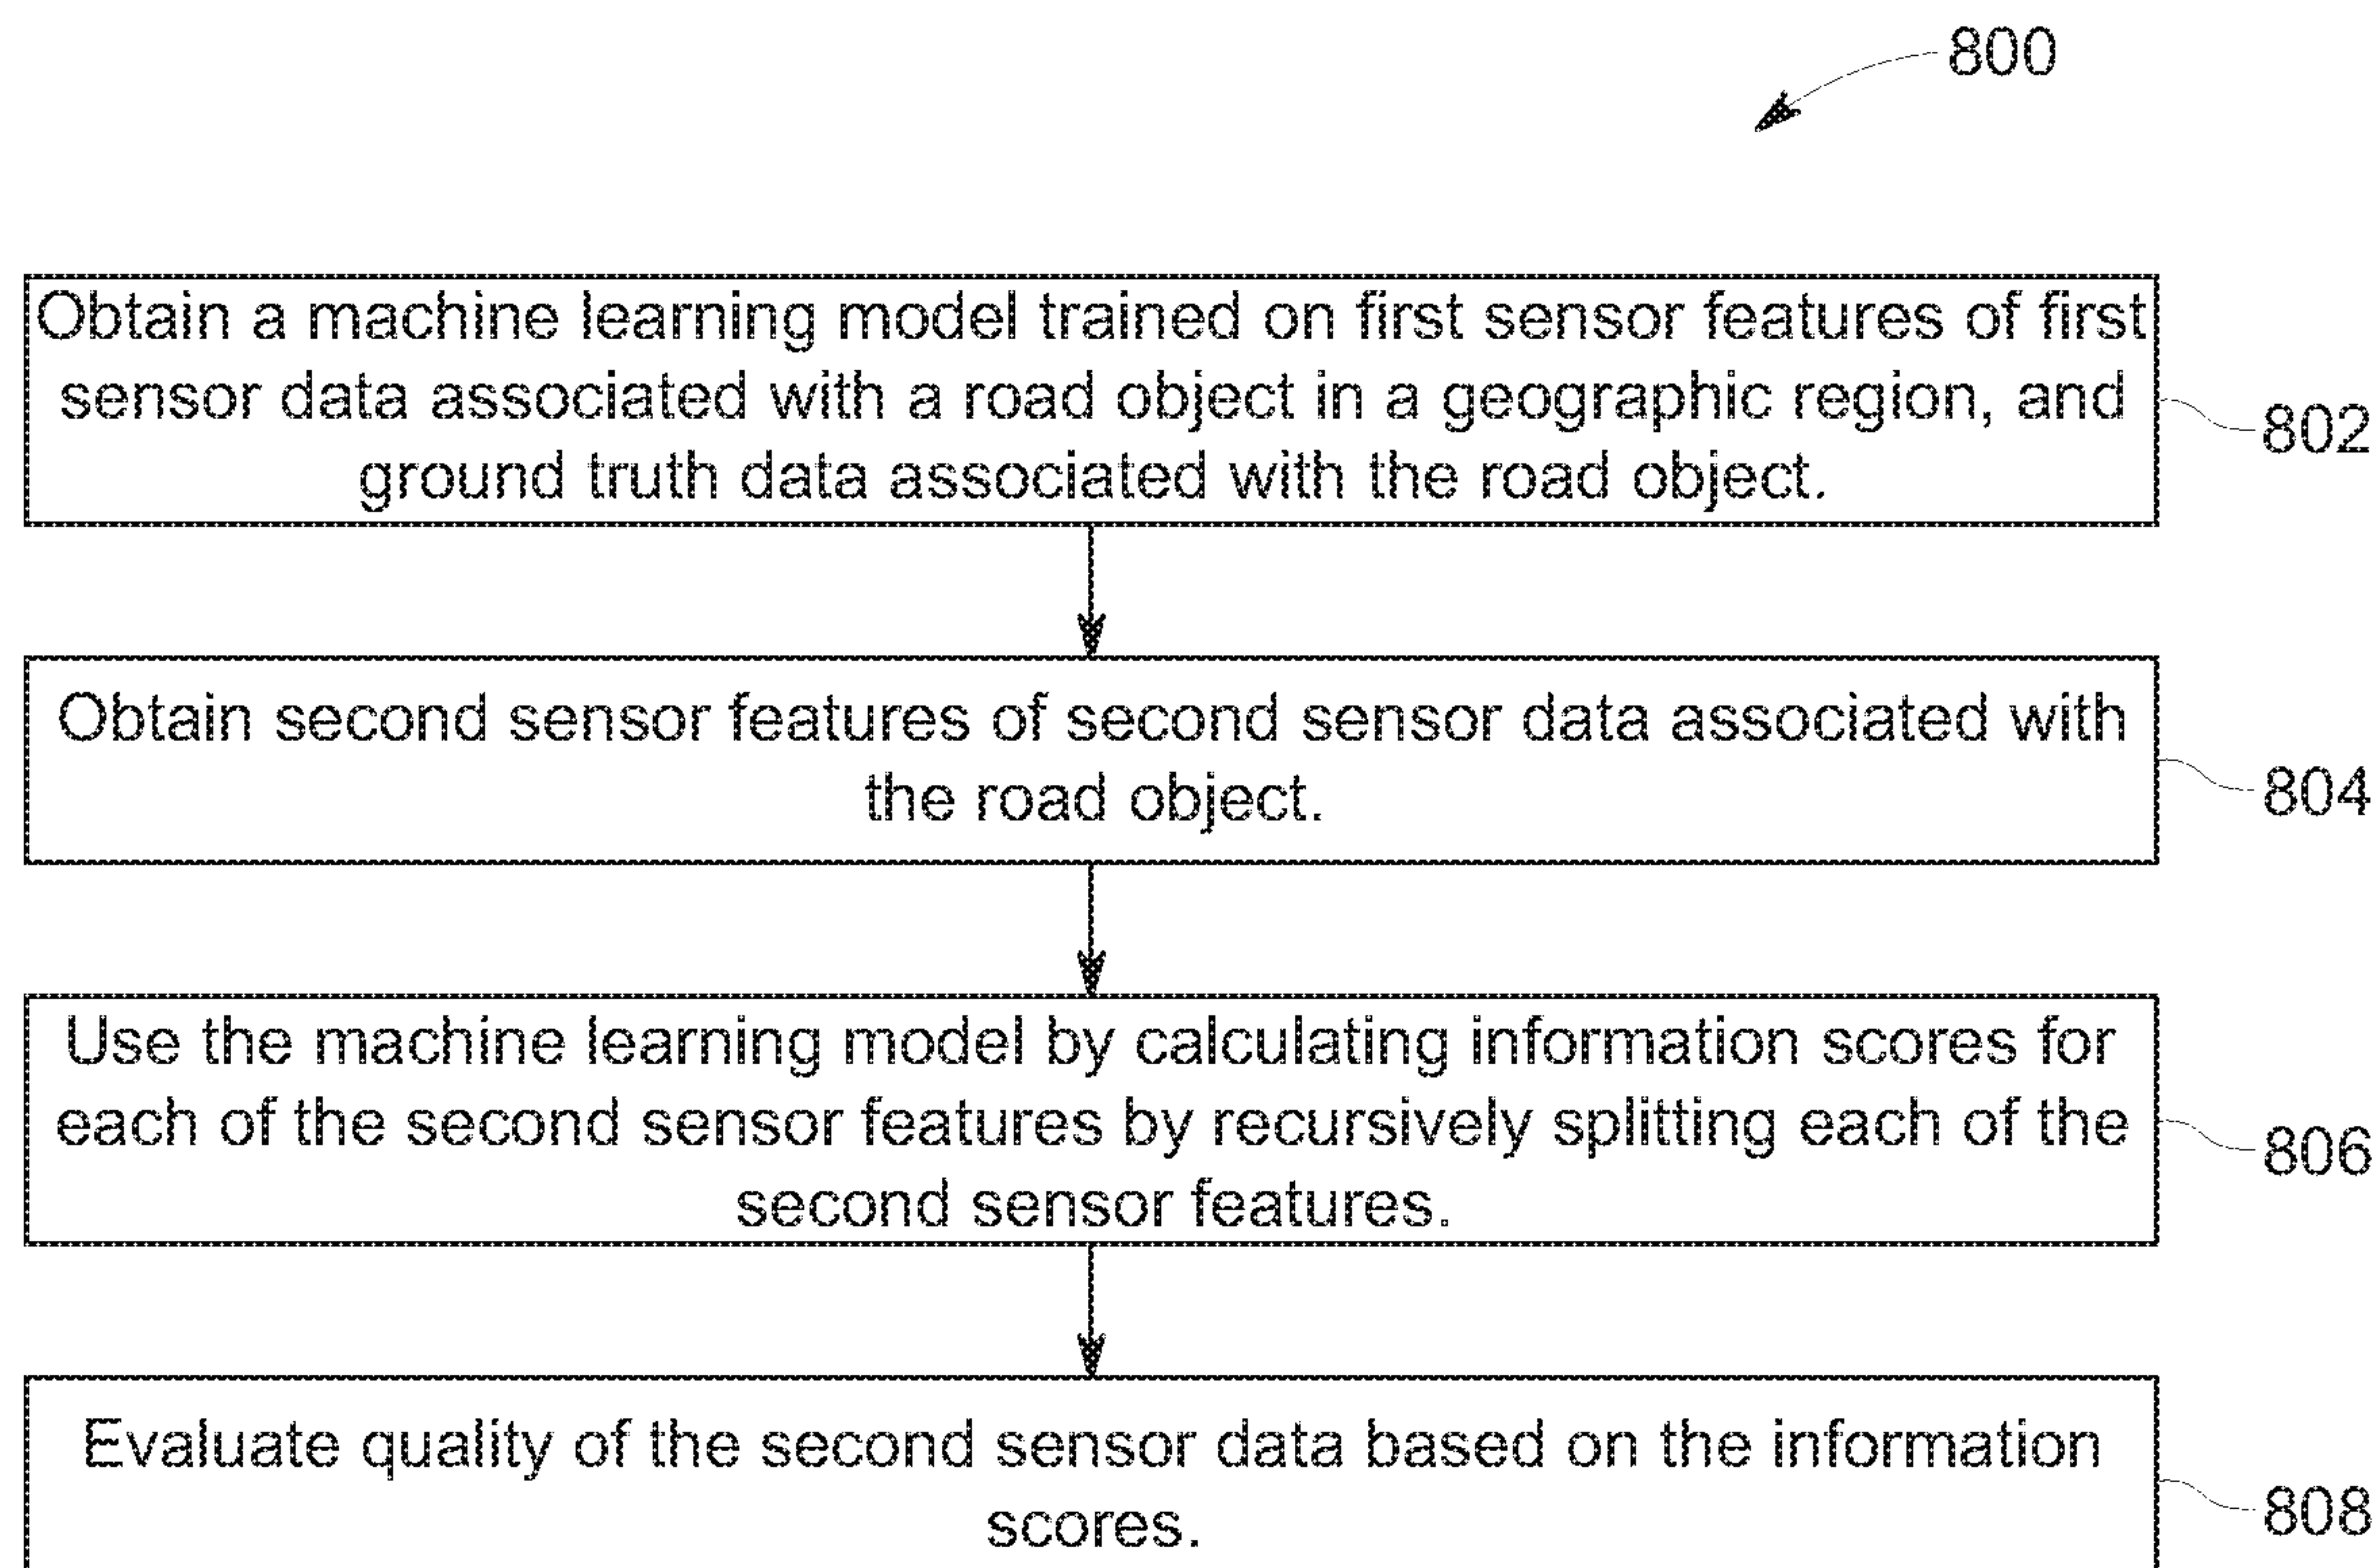 800
Obtain a machine learning model trained on first sensor features of first
sensor data associated with a road object in a geographic region, and
ground truth data associated with the road object.
802
Obtain second sensor features of second sensor data associated with
the road object.
804
Use the machine learning model by calculating information scores for
each of the second sensor features by recursively splitting each of the
second sensor features.
806
Evaluate quality of the second sensor data based on the information
scores.
808